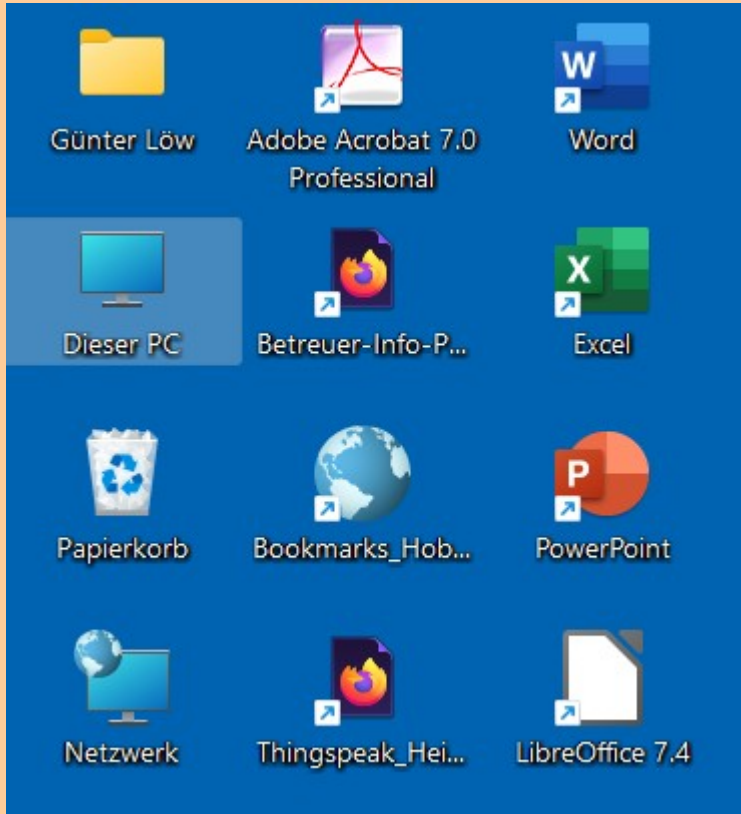 Günter Löw
Adobe Acrobat 7.0
Professional
W
Word
Dieser PC
Betreuer-Info-P...
X
Excel
Papierkorb
Bookmarks_Hob...
P
PowerPoint
Netzwerk
Thingspeak_Hei...
LibreOffice 7.4